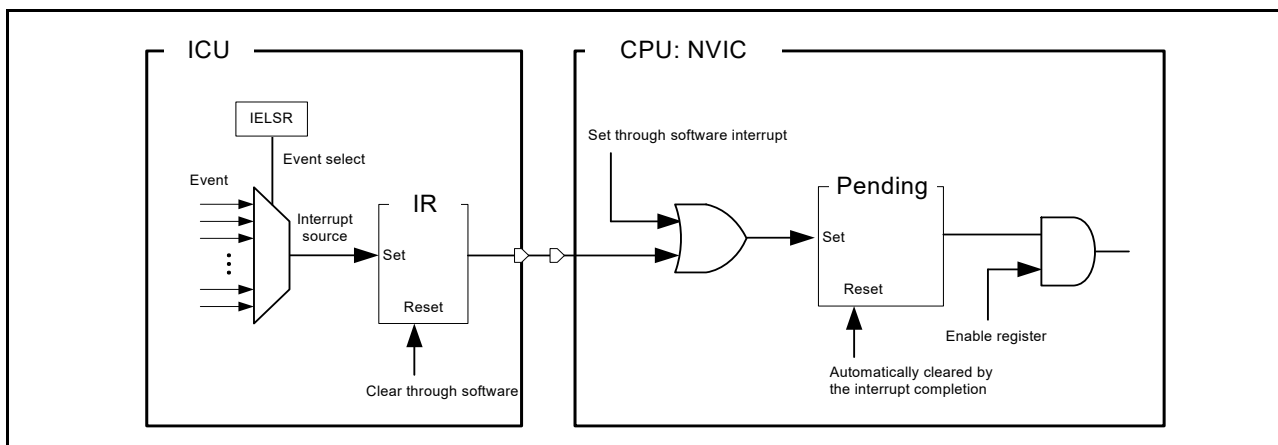 ICU
IELSR
Event select
Event
Interrupt
source
IR
Set
Reset
Clear through software
CPU: NVIC
Set through software interrupt
Pending
Set
Reset
Enable register
Automatically cleared by
the interrupt completion